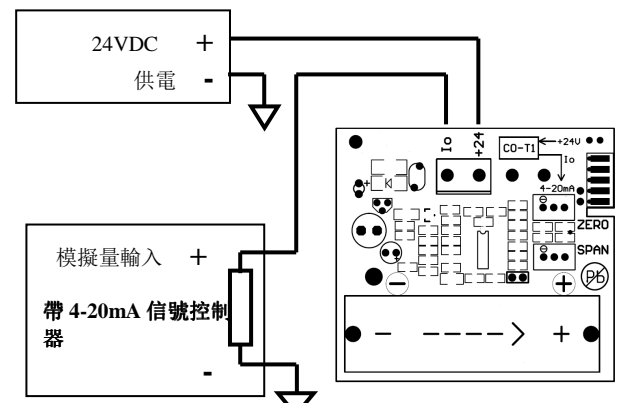 24VDC +
供電 -
模擬量輸入 +
帶 4-20mA 信號控制
器
-
Io
+24
CO-T1
+24V
Io
4-20mA
ZERO
SPAN
Pb
- +
- ----> +